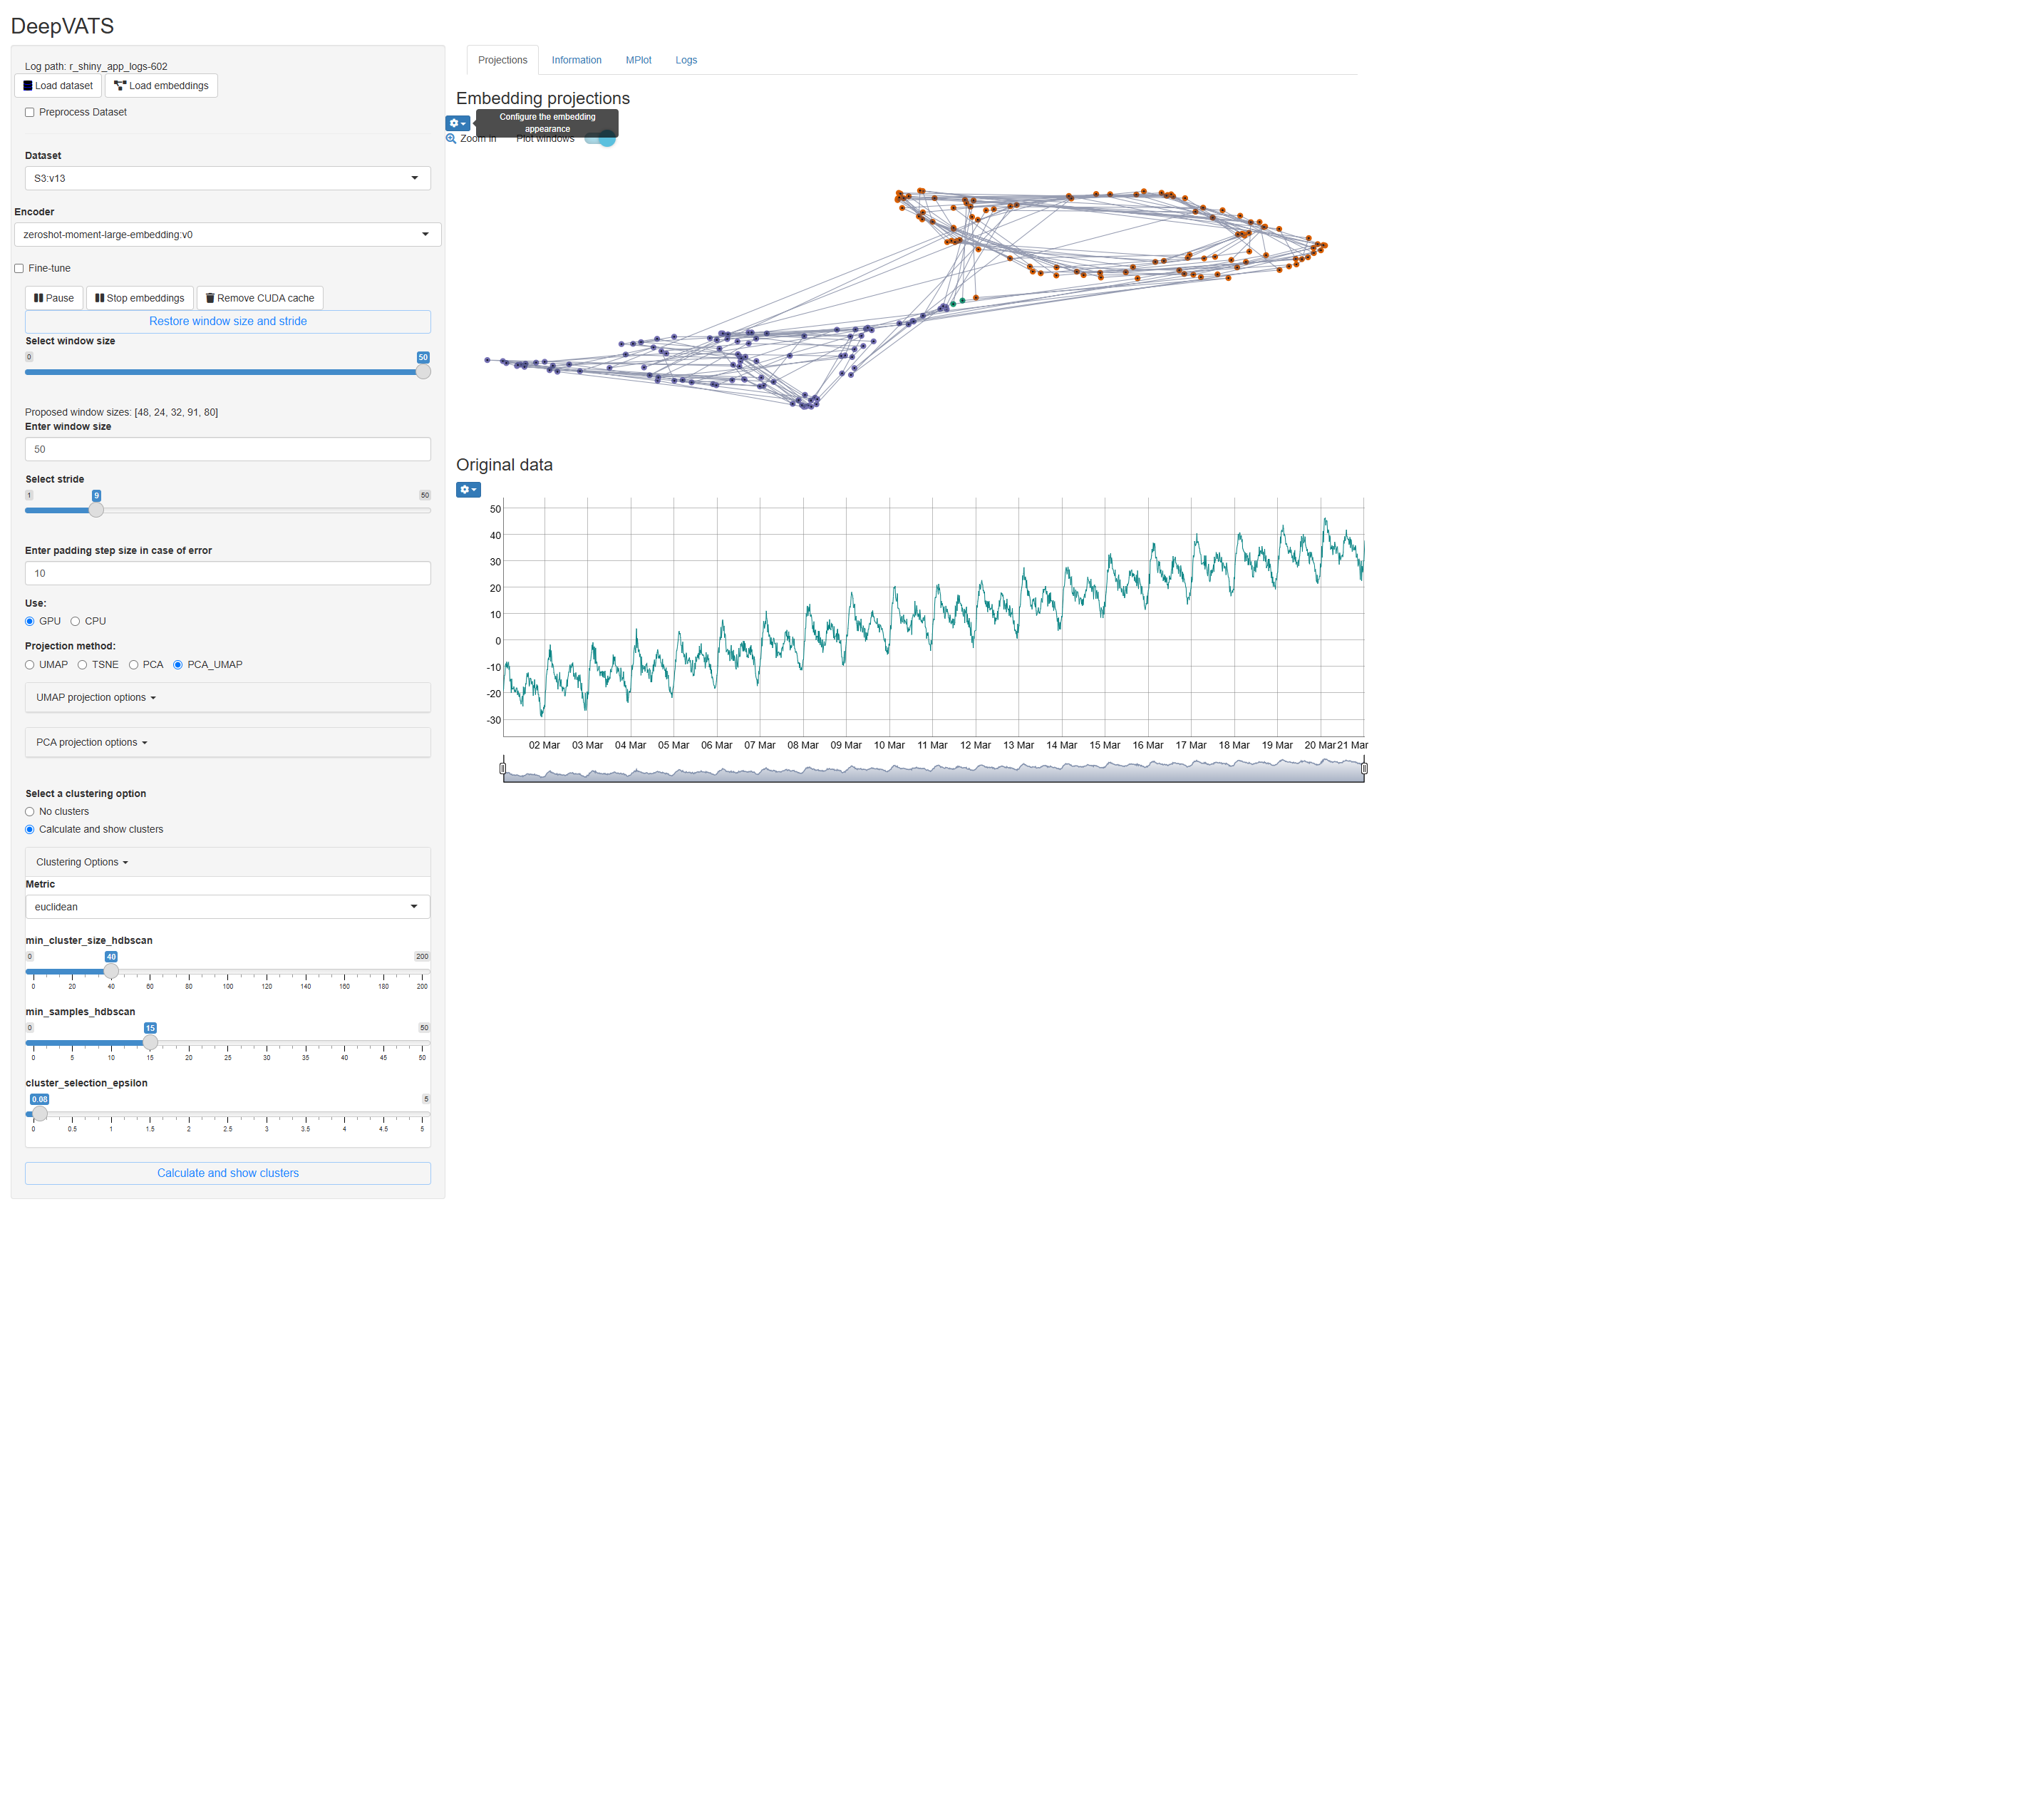 DeepVATS
Log path: r_shiny_app_logs-602
Load dataset Load embeddings
Preprocess Dataset
Dataset
S3:v13
Encoder
zeroshot-moment-large-embedding:v0
Fine-tune
Pause Stop embeddings Remove CUDA cache
Restore window size and stride
Select window size
0 50
Proposed window sizes: [48, 24, 32, 91, 80]
Enter window size
50
Select stride
1 9 50
Enter padding step size in case of error
10
Use:
GPU CPU
Projection method:
UMAP TSNE PCA PCA_UMAP
UMAP projection options
PCA projection options
Select a clustering option
No clusters
Calculate and show clusters
Clustering Options
Metric
euclidean
min_cluster_size_hdbscan
0 40 200
0 20 40 60 80 100 120 140 160 180 200
min_samples_hdbscan
0 15 50
0 5 10 15 20 25 30 35 40 45 50
cluster_selection_epsilon
0.08 5
0 0.5 1 1.5 2 2.5 3 3.5 4 4.5 5
Calculate and show clusters
Projections Information MPlot Logs
Embedding projections
Configure the embedding
appearance
Zoom in Plot windows
Original data
50
40
30
20
10
0
-10
-20
-30
02 Mar 03 Mar 04 Mar 05 Mar 06 Mar 07 Mar 08 Mar 09 Mar 10 Mar 11 Mar 12 Mar 13 Mar 14 Mar 15 Mar 16 Mar 17 Mar 18 Mar 19 Mar 20 Mar 21 Mar